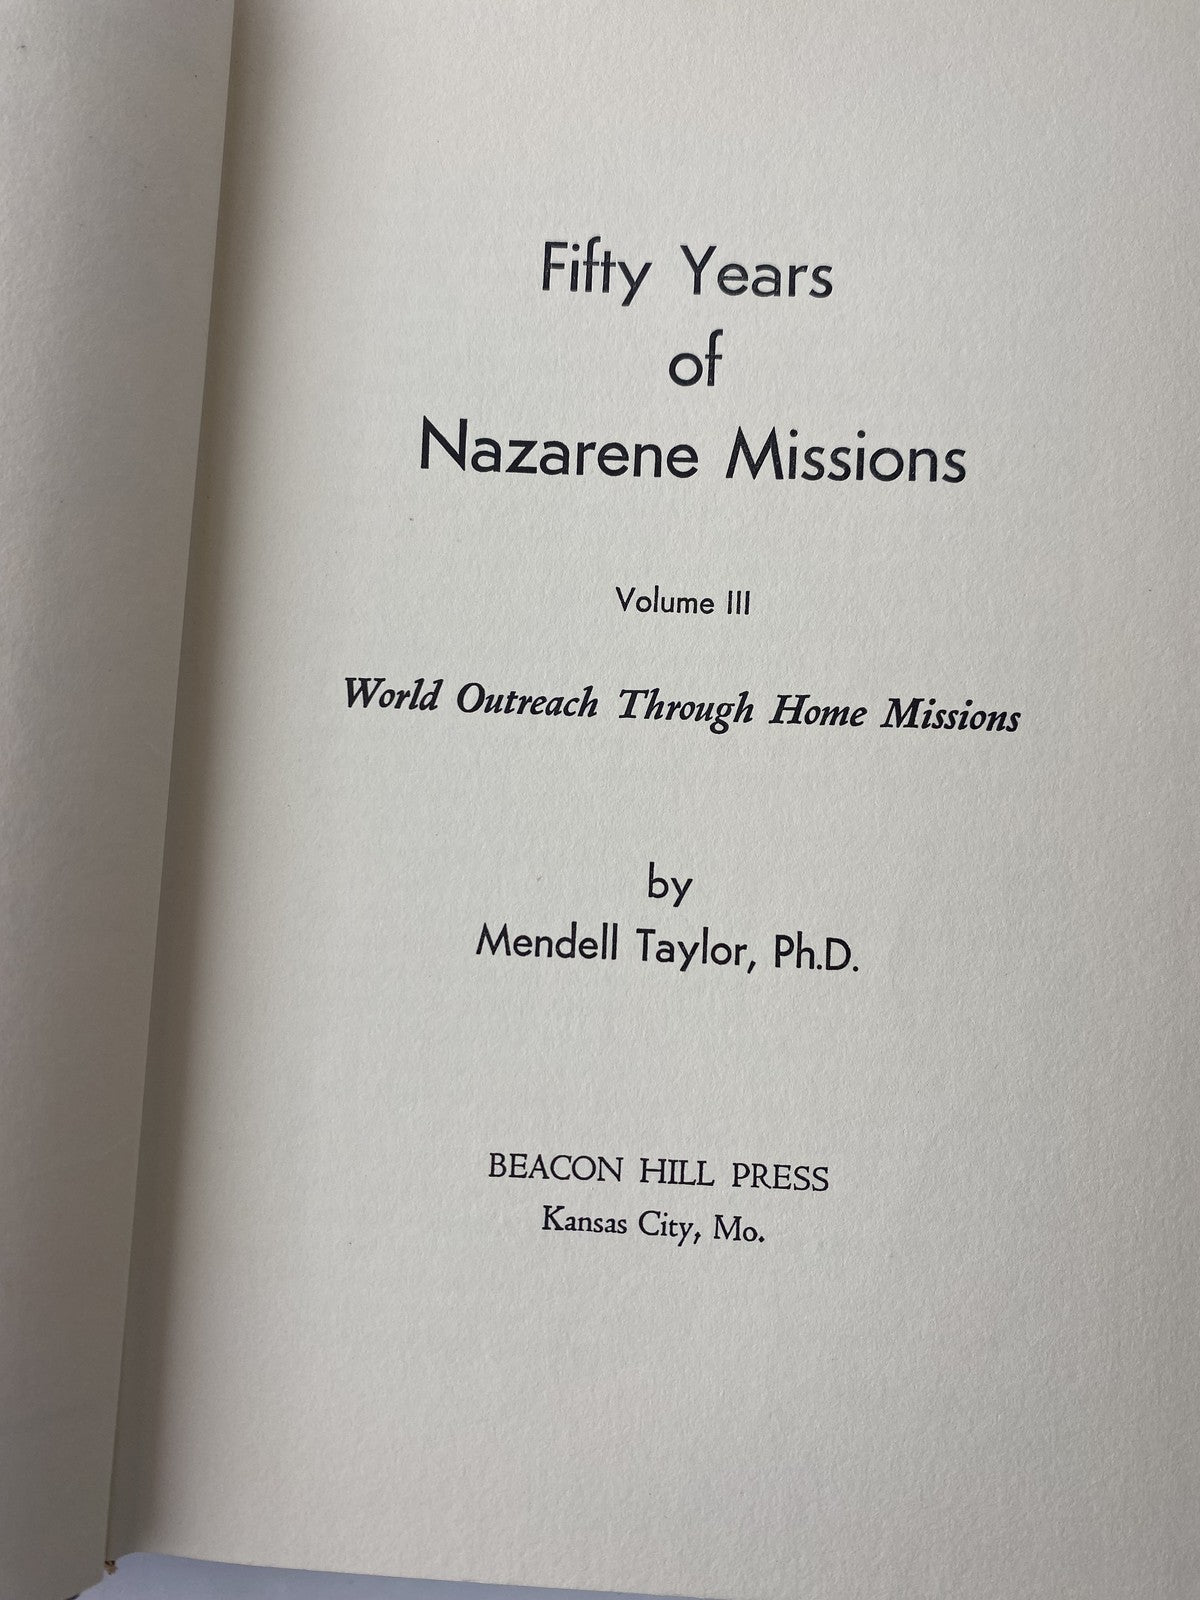 Fifty Years
of
Nazarene Missions
Volume III
World Outreach Through Home Missions
by
Mendell Taylor, Ph.D.
BEACON HILL PRESS
Kansas City, Mo.